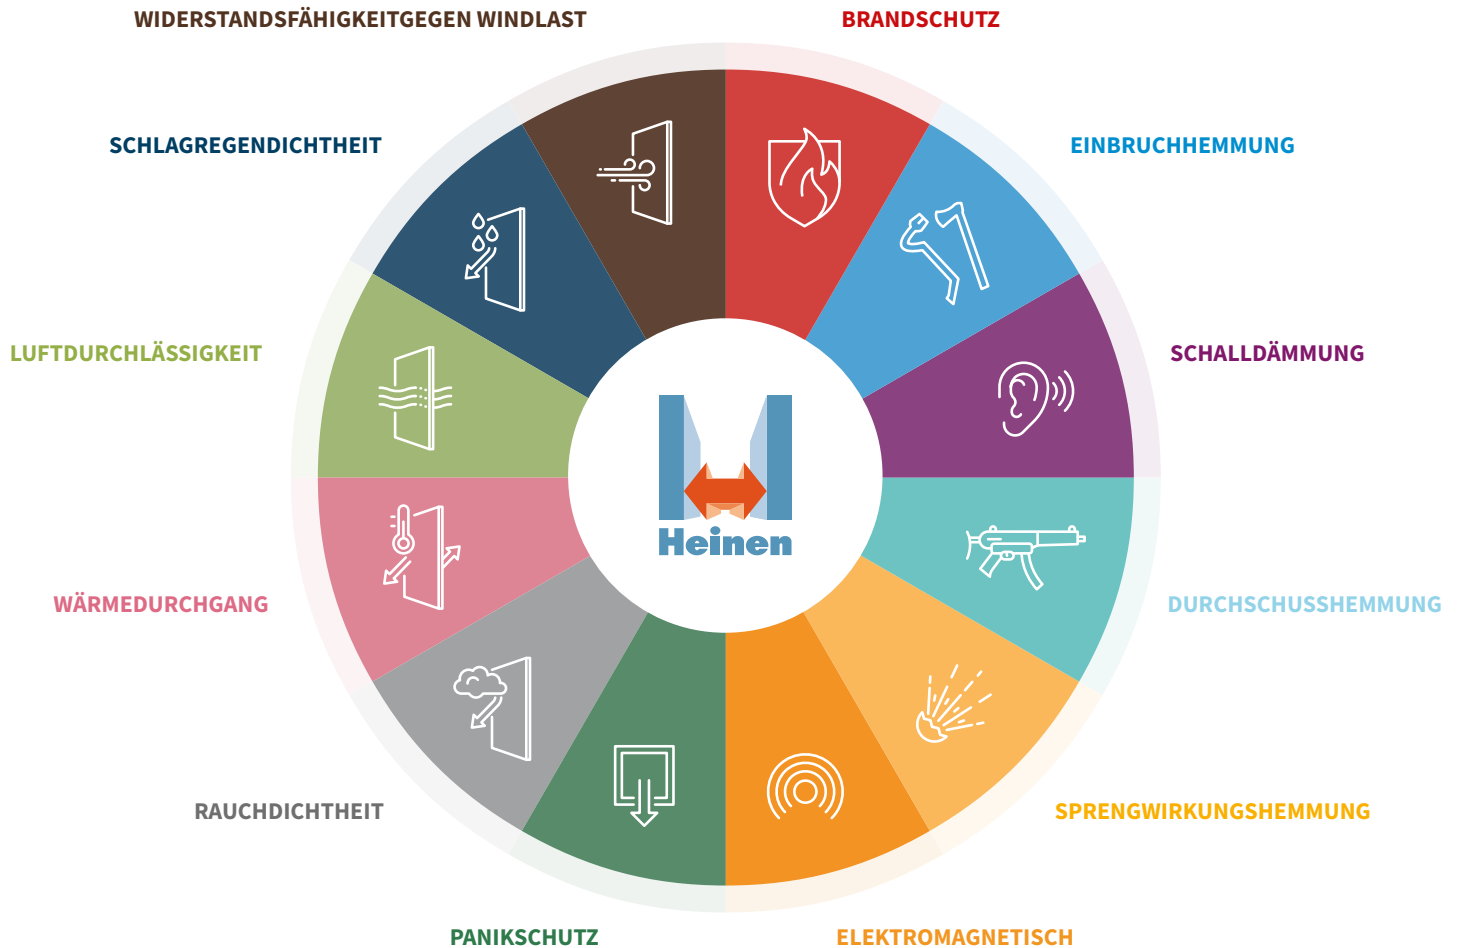 WIDERSTANDSFÄHIGKEITGEGEN WINDLAST
BRANDSCHUTZ
SCHLAGREGENDICHTHEIT
EINBRUCHHEMMUNG
LUFTDURCHLÄSSIGKEIT
SCHALLDÄMMUNG
Heinen
WÄRMEDURCHGANG
DURCHSCHUSSHEMMUNG
RAUCHDICHTHEIT
SPRENGWIRKUNGSHEMMUNG
PANIKSCHUTZ
ELEKTROMAGNETISCH